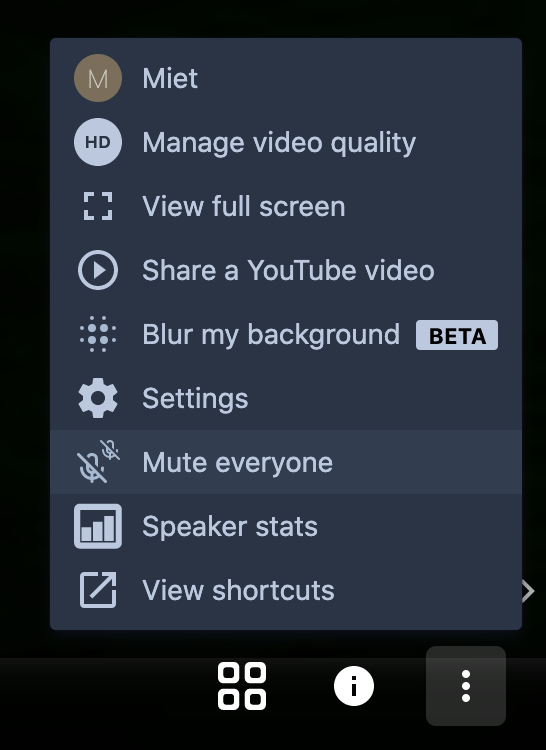 M Miet
HD Manage video quality
View full screen
Share a YouTube video
Blur my background BETA
Settings
Mute everyone
Speaker stats
View shortcuts